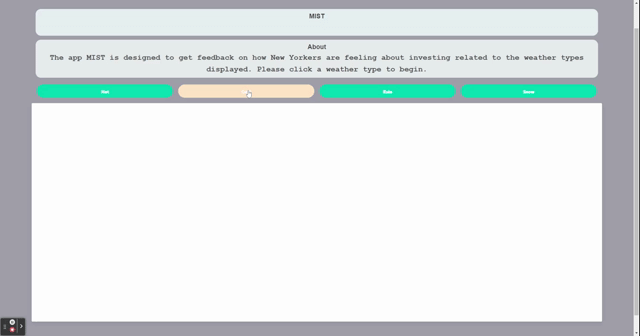 MIST
About
The app MIST is designed to get feedback on how New Yorkers are feeling about investing related to the weather types
displayed. Please click a weather type to begin.
Hot
Rain
Snow